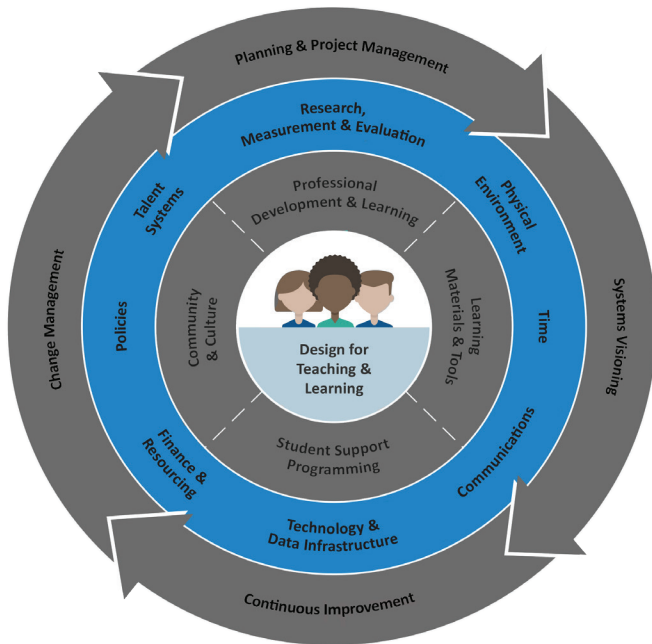 Planning & Project Management
Research,
Measurement & Evaluation
Professional
Development & Learning
Talent
Systems
Physical
Environment
Change Management
Policies
Community
& Culture
Design for
Teaching &
Learning
Learning
Materials & Tools
Time
Systems Visioning
Finance &
Resourcing
Student Support
Programming
Communications
Technology &
Data Infrastructure
Continuous Improvement